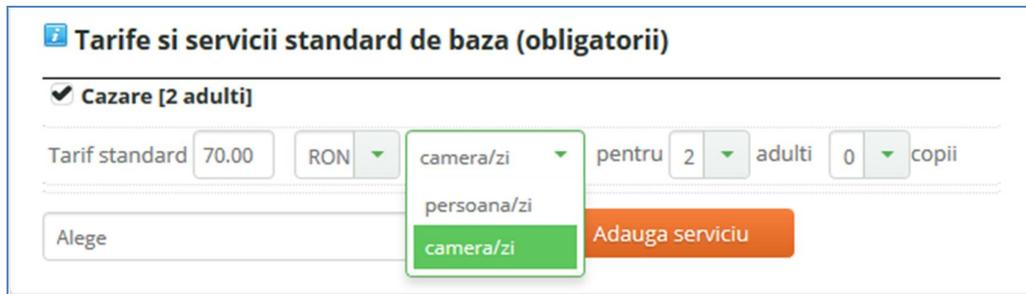 Tarife si servicii standard de baza (obligatorii)
Cazare [2 adulti]
Tarif standard 70.00 RON camera/zi pentru 2 adulti 0 copii
persoana/zi
Alege Adauga serviciu
camera/zi